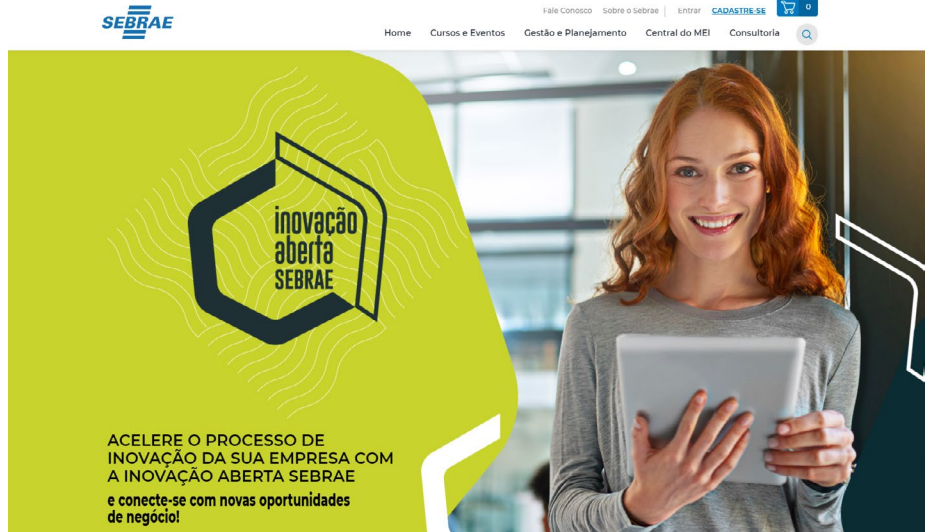 SEBRAE
Fale Conosco Sobre o Sebrae Entrar CADASTRE-SE 0
Home Cursos e Eventos Gestão e Planejamento Central do MEI Consultoria
inovação
aberta
SEBRAE
ACELERE O PROCESSO DE
INOVAÇÃO DA SUA EMPRESA COM
A INOVAÇÃO ABERTA SEBRAE
e conecte-se com novas oportunidades
de negócio!